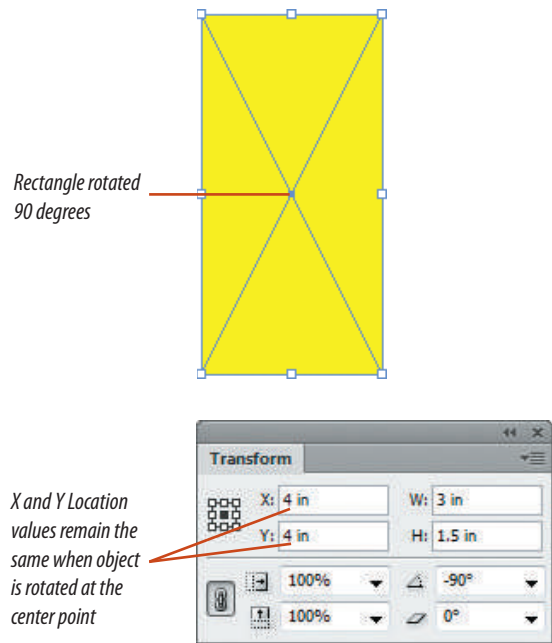 Rectangle rotated
90 degrees
Transform
X: 4 in W: 3 in
Y: 4 in H: 1.5 in
X and Y Location
values remain the
same when object
is rotated at the
center point
100% -90°
100% 0°